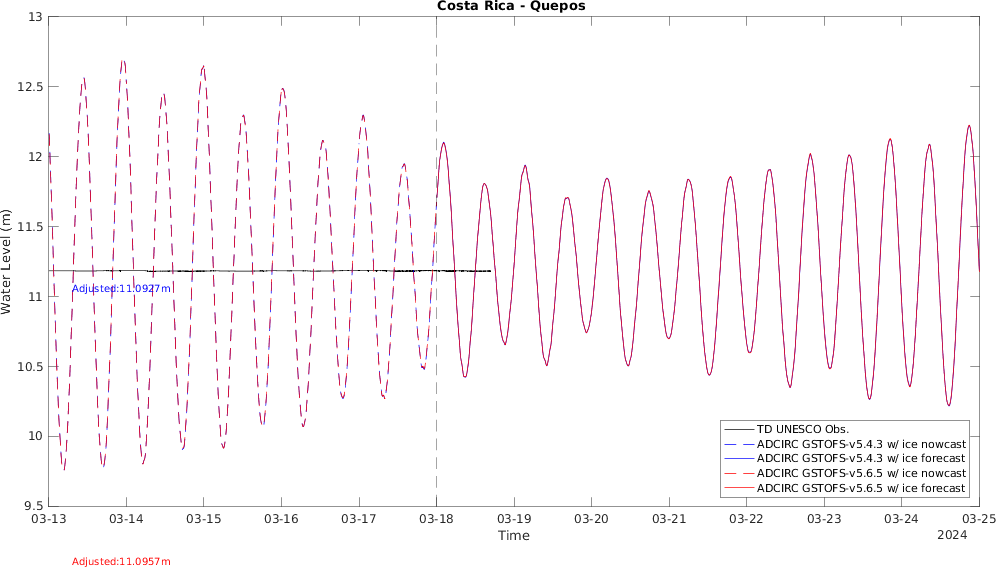 Costa Rica - Quepos
13
12.5
12
11.5
11
10.5
10
9.5
Water Level (m)
Adjusted:11.0927m
TD UNESCO Obs.
ADCIRC GSTOFS-v5.4.3 w/ ice nowcast
ADCIRC GSTOFS-v5.4.3 w/ ice forecast
ADCIRC GSTOFS-v5.6.5 w/ ice nowcast
ADCIRC GSTOFS-v5.6.5 w/ ice forecast
03-13 03-14 03-15 03-16 03-17 03-18 03-19 03-20 03-21 03-22 03-23 03-24 03-25
Time
2024
Adjusted:11.0957m